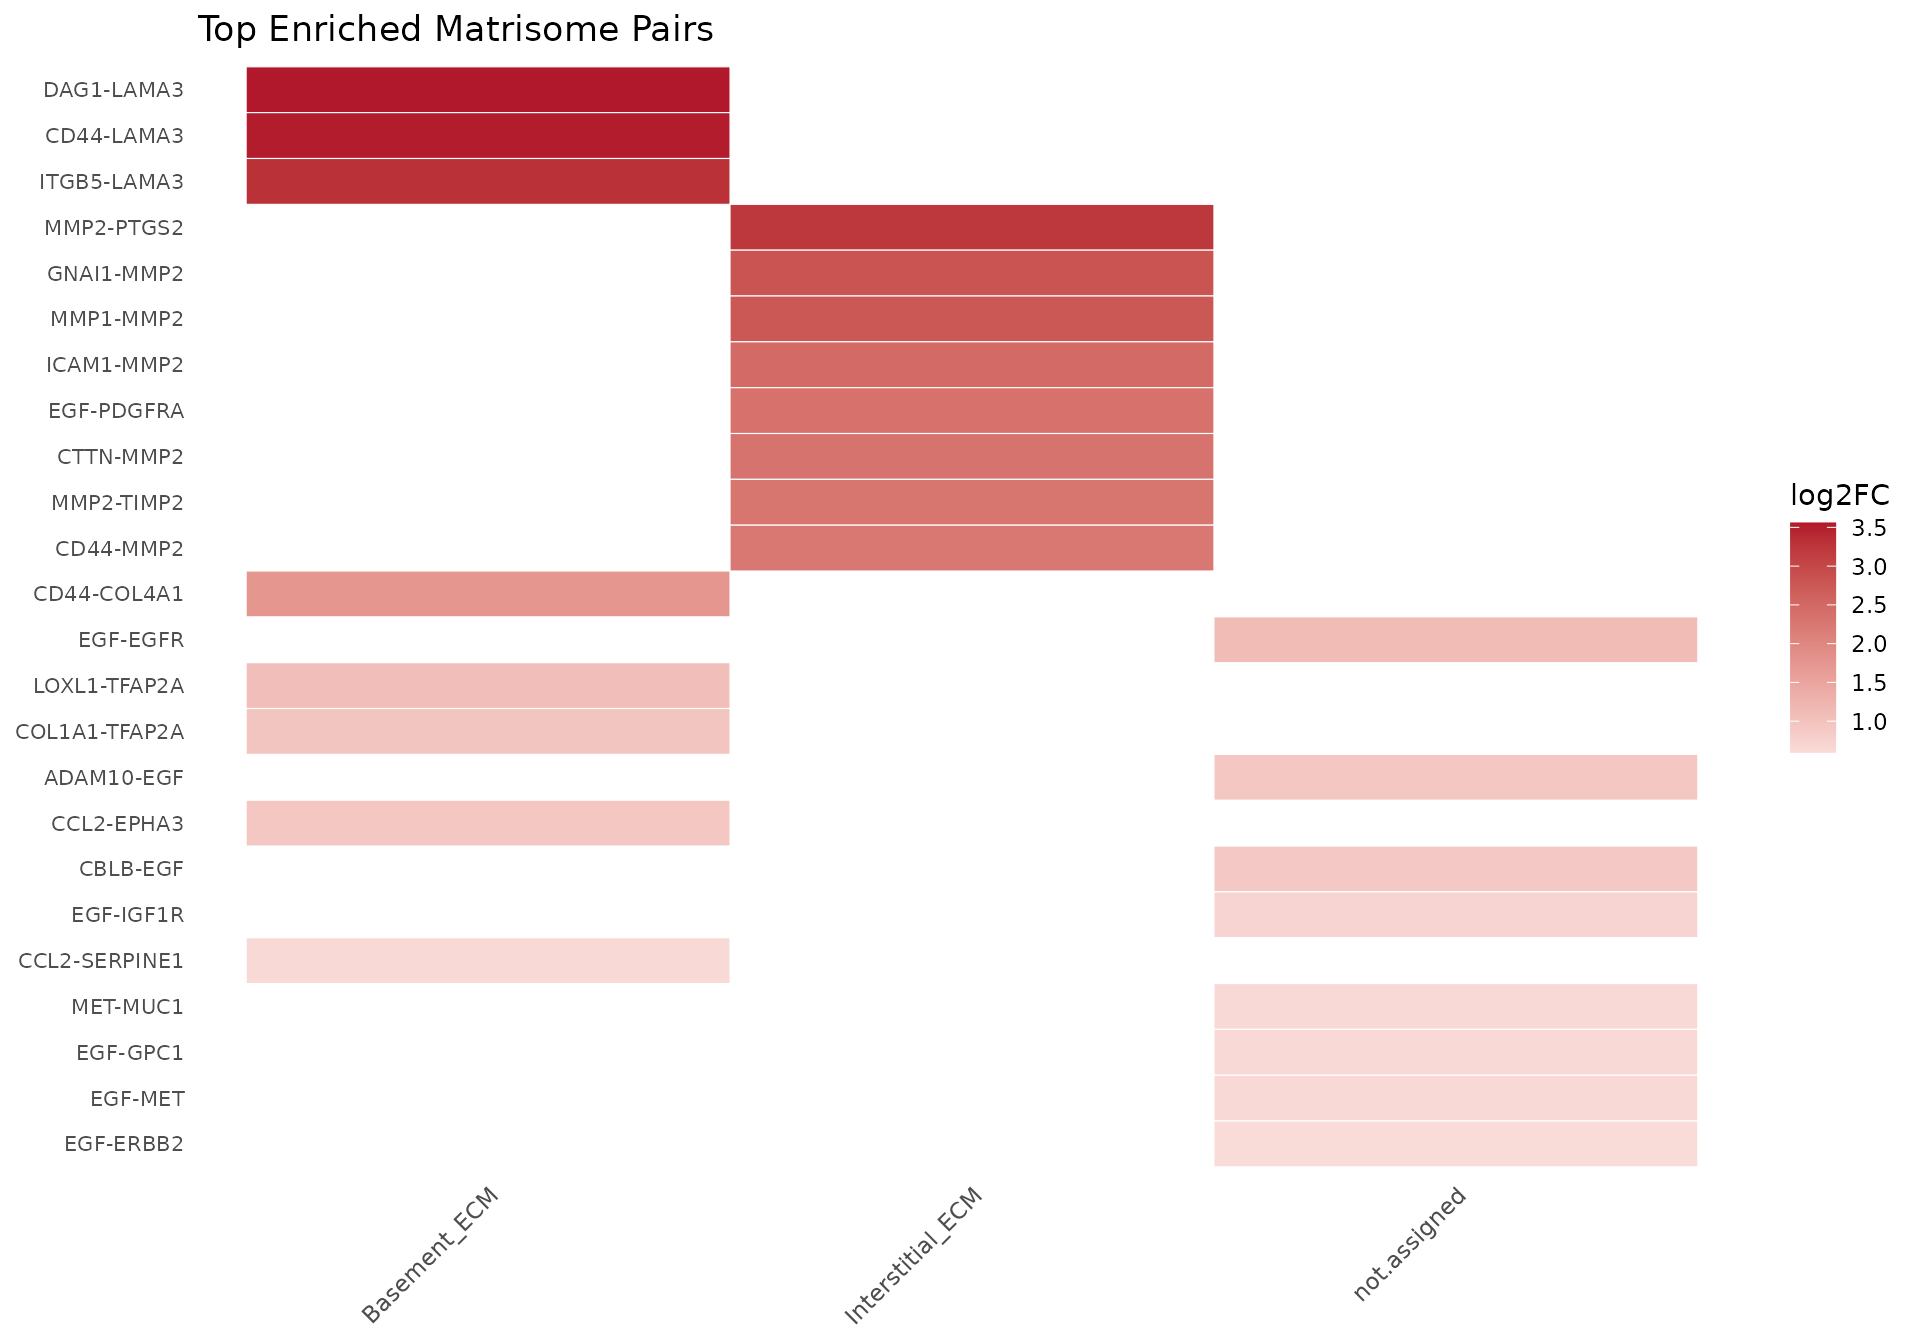 Top Enriched Matrisome Pairs
DAG1-LAMA3
CD44-LAMA3
ITGB5-LAMA3
MMP2-PTGS2
GNAI1-MMP2
MMP1-MMP2
ICAM1-MMP2
EGF-PDGFRA
CTTN-MMP2
MMP2-TIMP2
CD44-MMP2
CD44-COL4A1
EGF-EGFR
LOXL1-TFAP2A
COL1A1-TFAP2A
ADAM10-EGF
CCL2-EPHA3
CBLB-EGF
EGF-IGF1R
CCL2-SERPINE1
MET-MUC1
EGF-GPC1
EGF-MET
EGF-ERBB2
Basement_ECM
Interstitial_ECM
not.assigned
log2FC
3.5
3.0
2.5
2.0
1.5
1.0